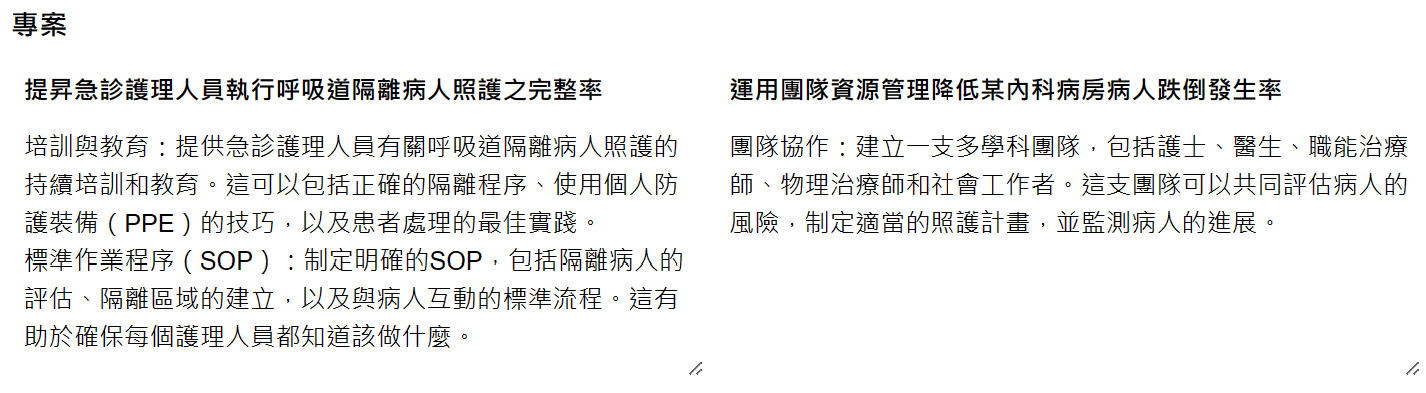 專案
提昇急診護理人員執行呼吸道隔離病人照護之完整率
培訓與教育：提供急診護理人員有關呼吸道隔離病人照護的
持續培訓和教育。這可以包括正確的隔離程序、使用個人防
護裝備（PPE）的技巧，以及患者處理的最佳實踐。
標準作業程序（SOP）：制定明確的SOP，包括隔離病人的
評估、隔離區域的建立，以及與病人互動的標準流程。這有
助於確保每個護理人員都知道該做什麼。
運用團隊資源管理降低某內科病房病人跌倒發生率
團隊協作：建立一支多學科團隊，包括護士、醫生、職能治療
師、物理治療師和社會工作者。這支團隊可以共同評估病人的
風險，制定適當的照護計畫，並監測病人的進展。